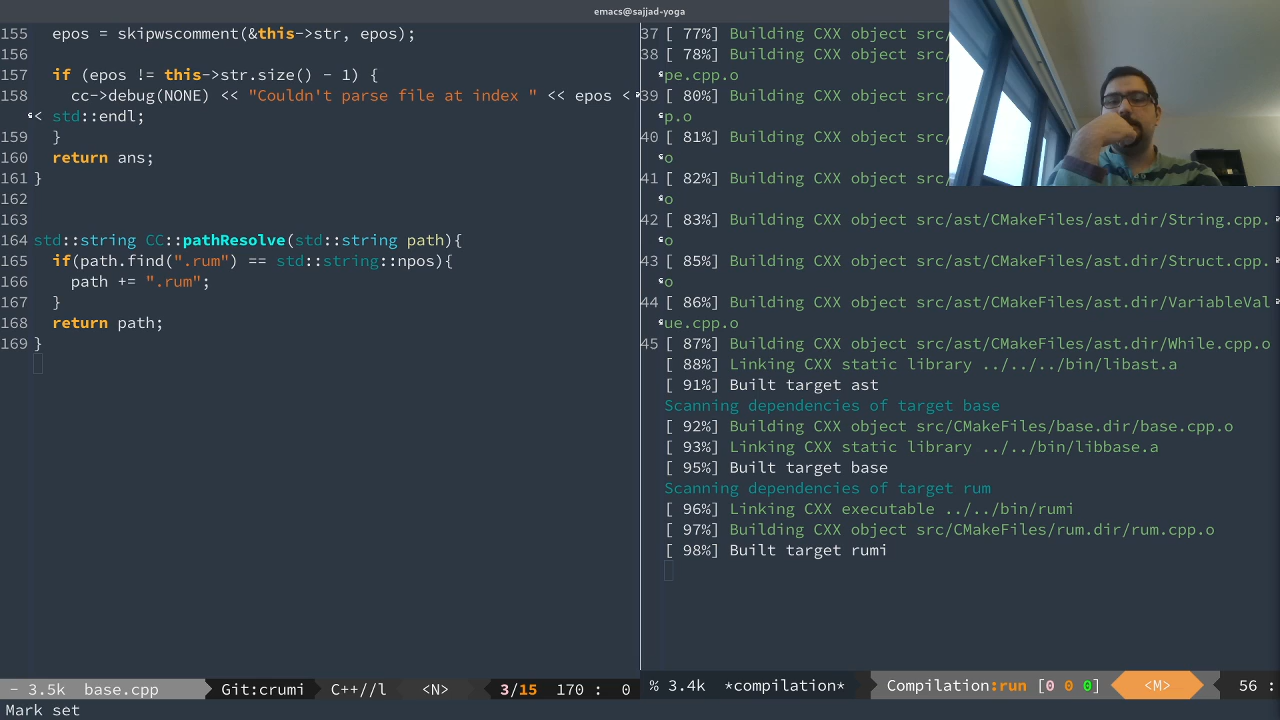 emacs@sajjad-yoga
155 epos = skipwscomment(&this->str, epos);
156
157 if (epos != this->str.size() - 1) {
158 cc->debug(NONE) << "Couldn't parse file at index " << epos <
< std::endl;
159 }
160 return ans;
161 }
162
163
164 std::string CC::pathResolve(std::string path){
165 if(path.find(".rum") == std::string::npos){
166 path += ".rum";
167 }
168 return path;
169 }
37 [ 77%] Building CXX object src/
38 [ 78%] Building CXX object src/
pe.cpp.o
39 [ 80%] Building CXX object src/
p.o
40 [ 81%] Building CXX object src/
o
41 [ 82%] Building CXX object src/
o
42 [ 83%] Building CXX object src/ast/CMakeFiles/ast.dir/String.cpp.
o
43 [ 85%] Building CXX object src/ast/CMakeFiles/ast.dir/Struct.cpp.
o
44 [ 86%] Building CXX object src/ast/CMakeFiles/ast.dir/VariableVal
ue.cpp.o
45 [ 87%] Building CXX object src/ast/CMakeFiles/ast.dir/While.cpp.o
[ 88%] Linking CXX static library ../../../bin/libast.a
[ 91%] Built target ast
Scanning dependencies of target base
[ 92%] Building CXX object src/CMakeFiles/base.dir/base.cpp.o
[ 93%] Linking CXX static library ../../bin/libbase.a
[ 95%] Built target base
Scanning dependencies of target rum
[ 96%] Linking CXX executable ../../bin/rumi
[ 97%] Building CXX object src/CMakeFiles/rum.dir/rum.cpp.o
[ 98%] Built target rumi
- 3.5k base.cpp Git:crumi C++//l <N> 3/15 170 : 0
% 3.4k *compilation* Compilation:run [0 0 0] <M> 56 :
Mark set